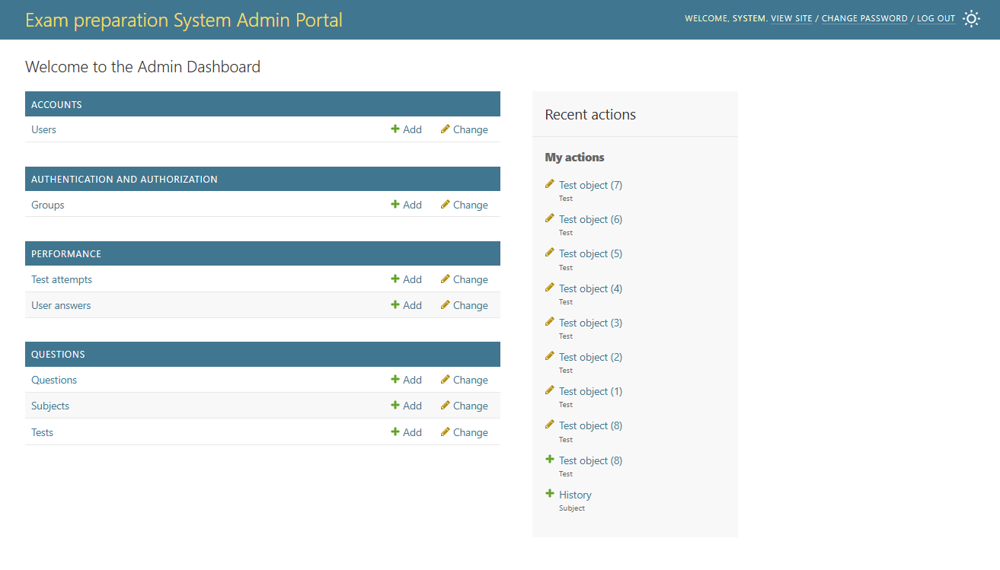 Exam preparation System Admin Portal
WELCOME, SYSTEM. VIEW SITE / CHANGE PASSWORD / LOG OUT
Welcome to the Admin Dashboard
ACCOUNTS
Users Add Change
AUTHENTICATION AND AUTHORIZATION
Groups Add Change
PERFORMANCE
Test attempts Add Change
User answers Add Change
QUESTIONS
Questions Add Change
Subjects Add Change
Tests Add Change
Recent actions
My actions
Test object (7)
Test
Test object (6)
Test
Test object (5)
Test
Test object (4)
Test
Test object (3)
Test
Test object (2)
Test
Test object (1)
Test
Test object (8)
Test
Test object (8)
Test
History
Subject